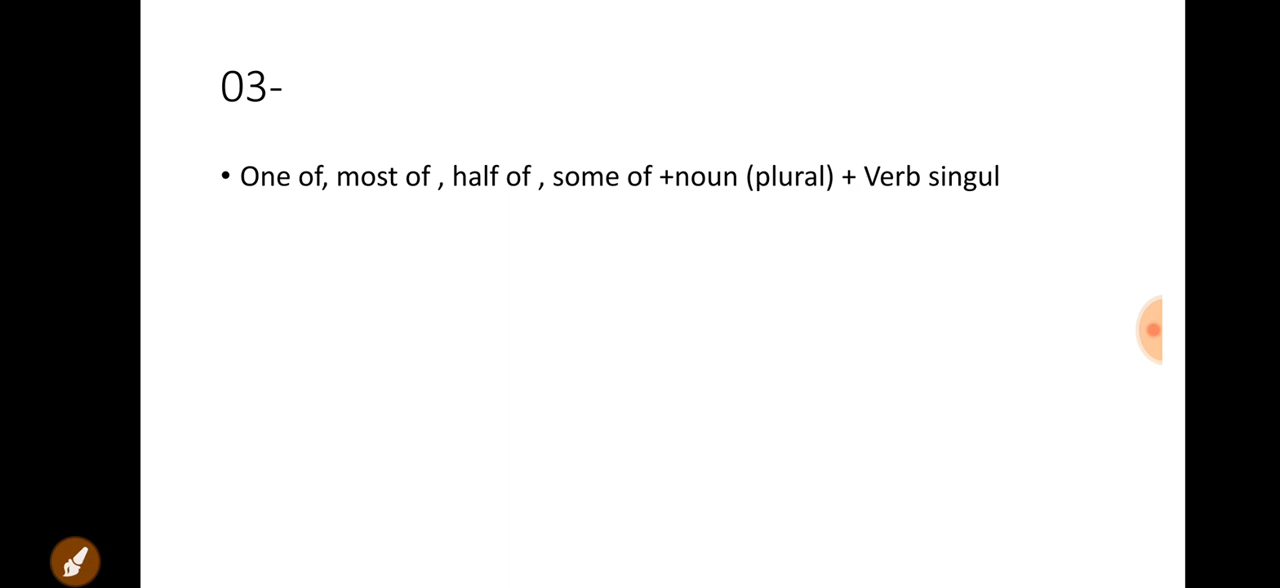 03-
• One of, most of , half of , some of +noun (plural) + Verb singul